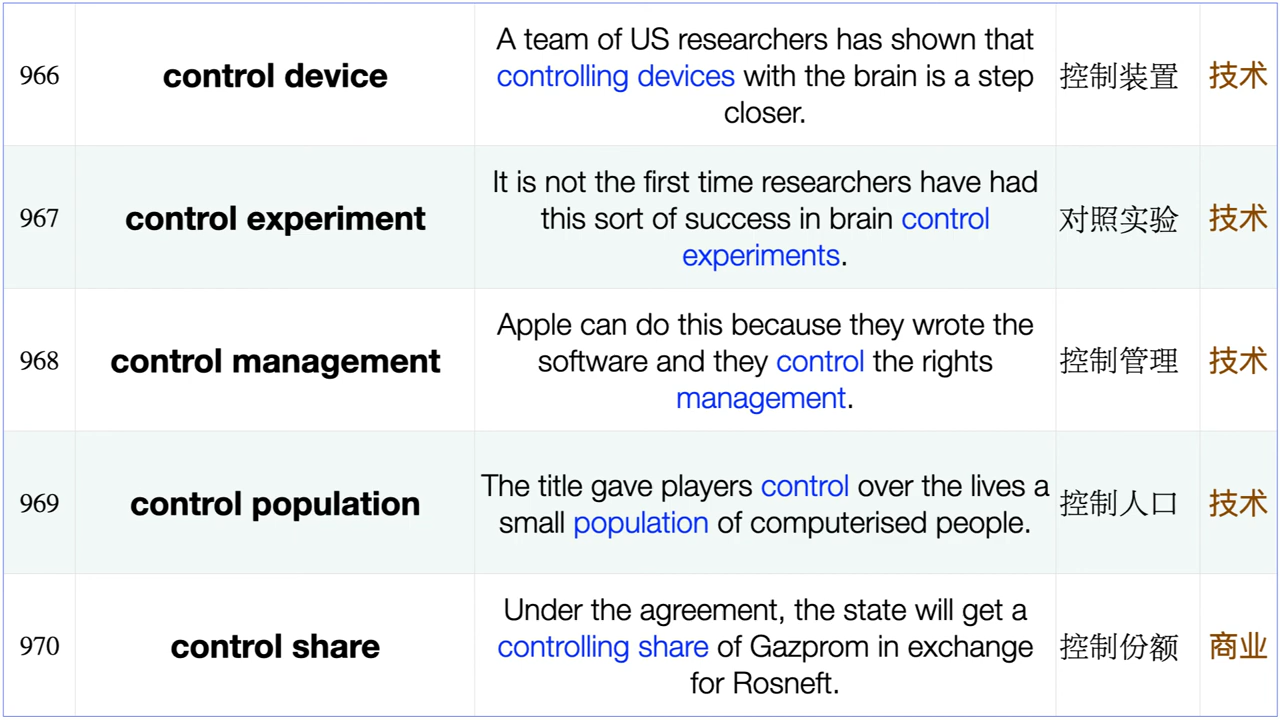 966 control device A team of US researchers has shown that controlling devices with the brain is a step closer. 控制装置 技术
967 control experiment It is not the first time researchers have had this sort of success in brain control experiments. 对照实验 技术
968 control management Apple can do this because they wrote the software and they control the rights management. 控制管理 技术
969 control population The title gave players control over the lives a small population of computerised people. 控制人口 技术
970 control share Under the agreement, the state will get a controlling share of Gazprom in exchange for Rosneft. 控制份额 商业